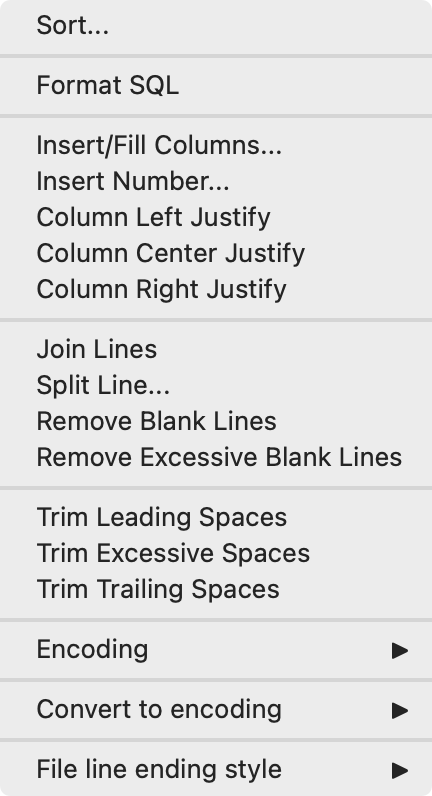 Sort...
Format SQL
Insert/Fill Columns...
Insert Number...
Column Left Justify
Column Center Justify
Column Right Justify
Join Lines
Split Line...
Remove Blank Lines
Remove Excessive Blank Lines
Trim Leading Spaces
Trim Excessive Spaces
Trim Trailing Spaces
Encoding
Convert to encoding
File line ending style